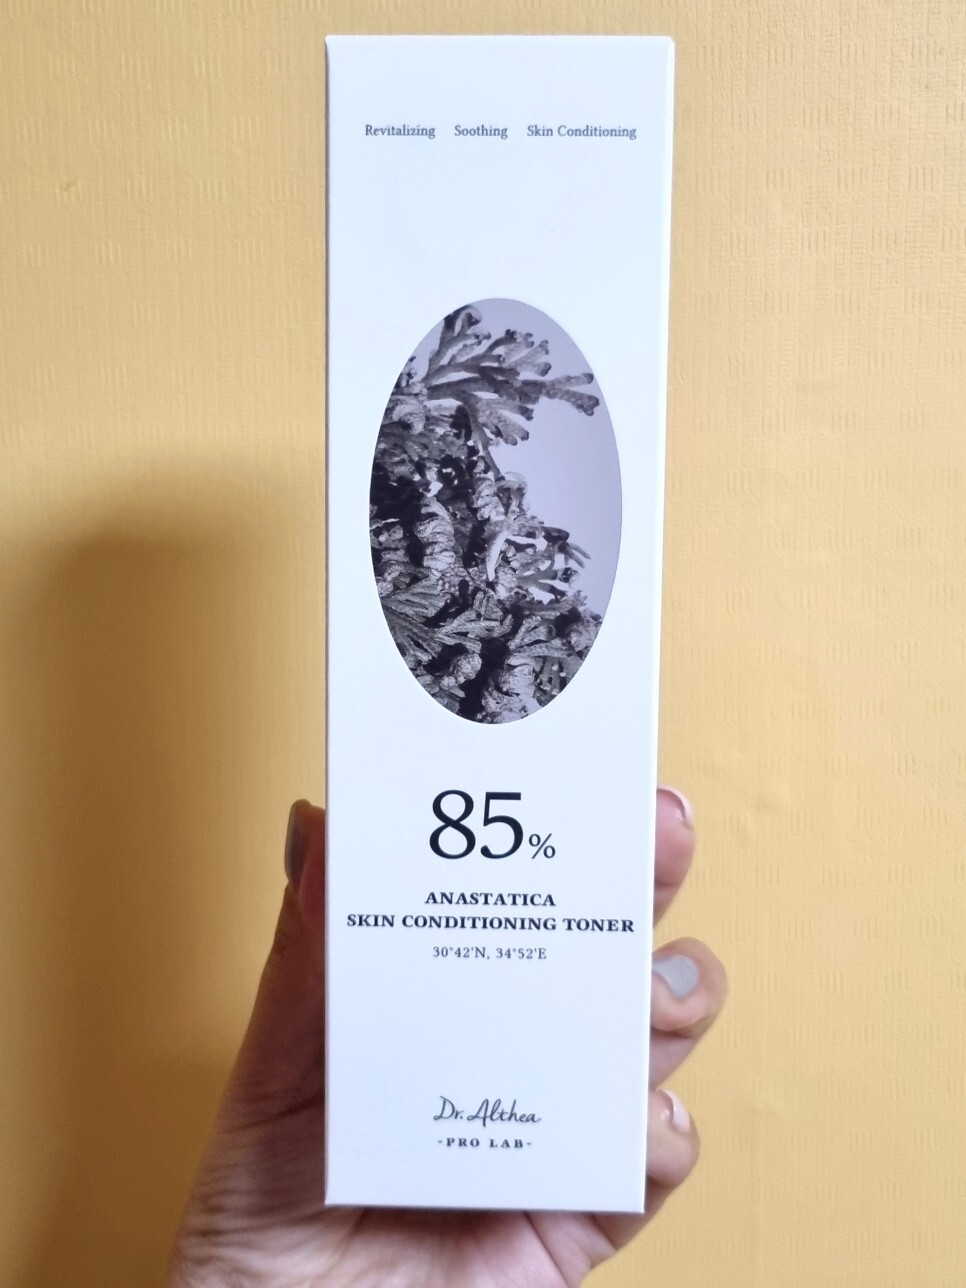 Revitalizing Soothing Skin Conditioning
85%
ANASTATICA
SKIN CONDITIONING TONER
30°42'N, 34°52'E
Dr. Althea
-PRO LAB-